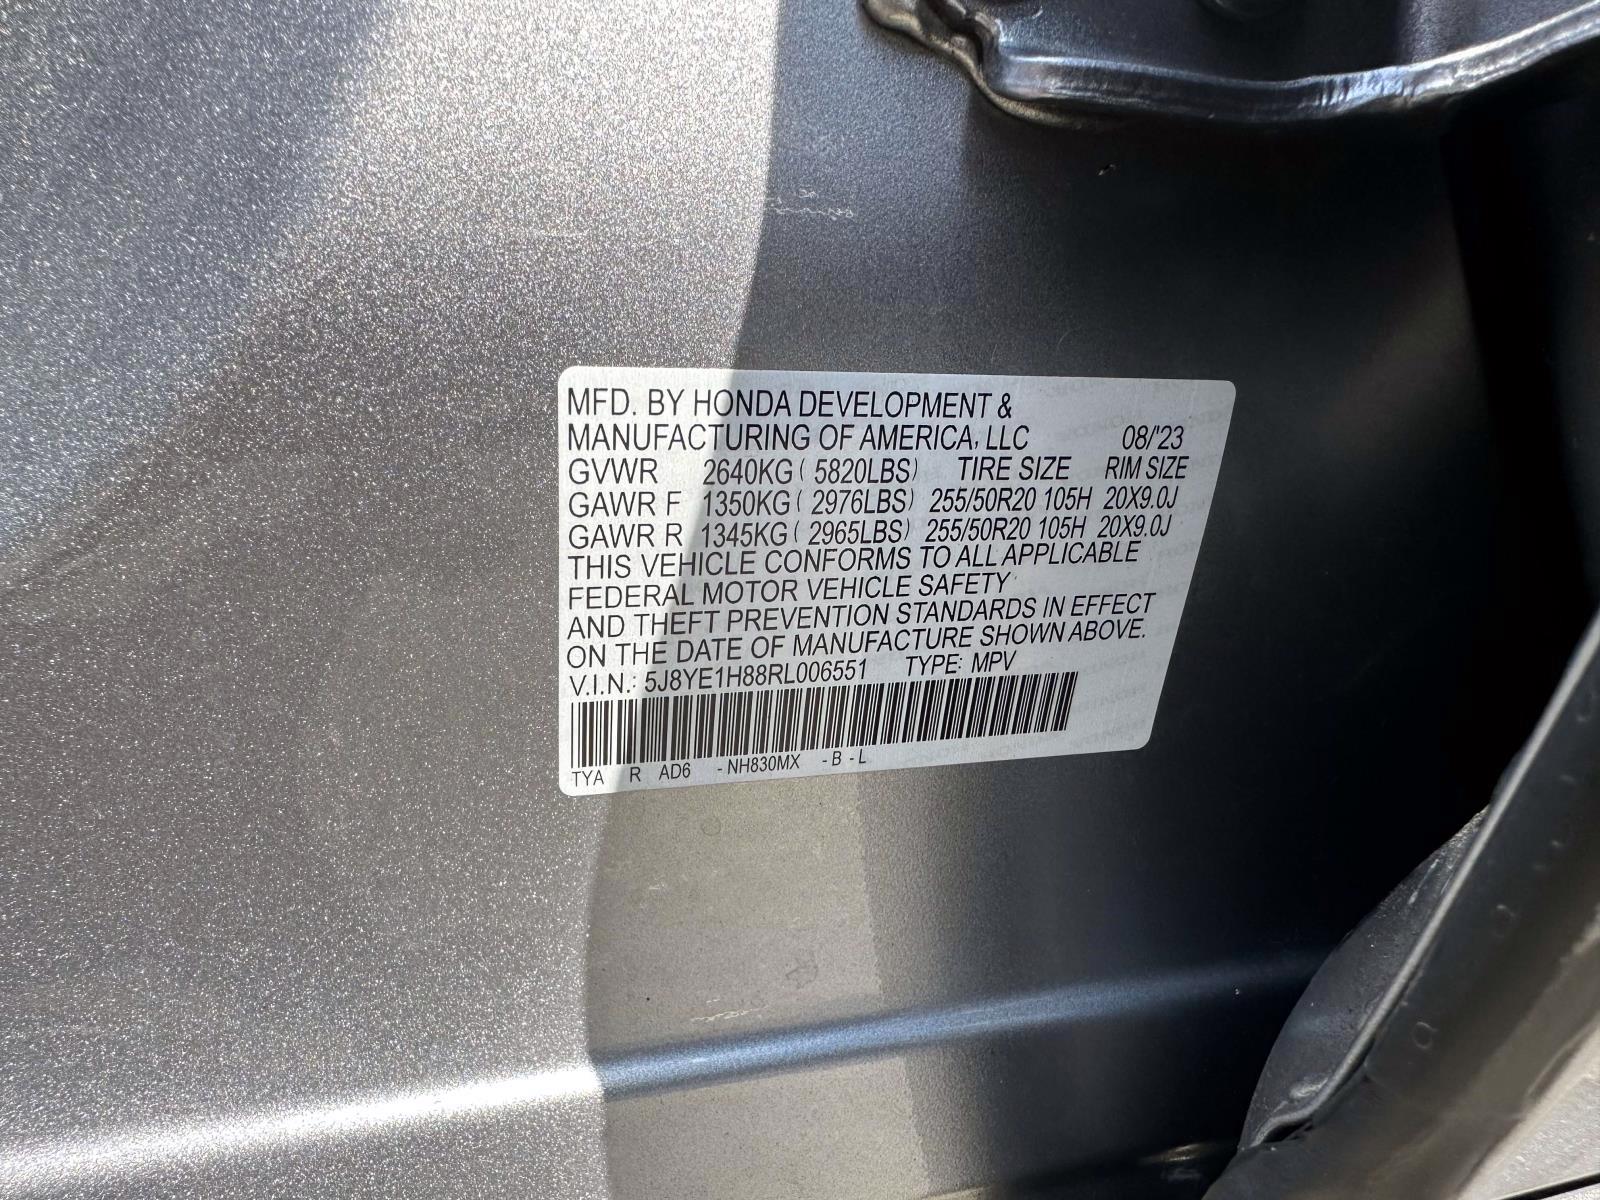 MFD. BY HONDA DEVELOPMENT &
MANUFACTURING OF AMERICA, LLC 08/'23
GVWR 2640KG ( 5820LBS) TIRE SIZE RIM SIZE
GAWR F 1350KG ( 2976LBS) 255/50R20 105H 20X9.0J
GAWR R 1345KG ( 2965LBS) 255/50R20 105H 20X9.0J
THIS VEHICLE CONFORMS TO ALL APPLICABLE
FEDERAL MOTOR VEHICLE SAFETY
AND THEFT PREVENTION STANDARDS IN EFFECT
ON THE DATE OF MANUFACTURE SHOWN ABOVE.
V.I.N.: 5J8YE1H88RL006551 TYPE: MPV
TYA R AD6 -NH830MX -B -L